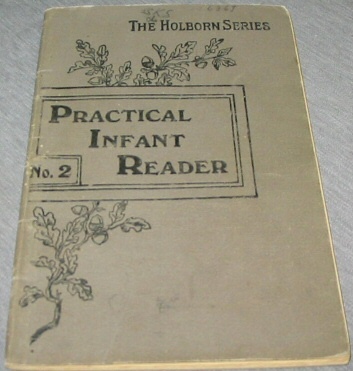 The Holborn Series
Practical
Infant
Reader
No. 2